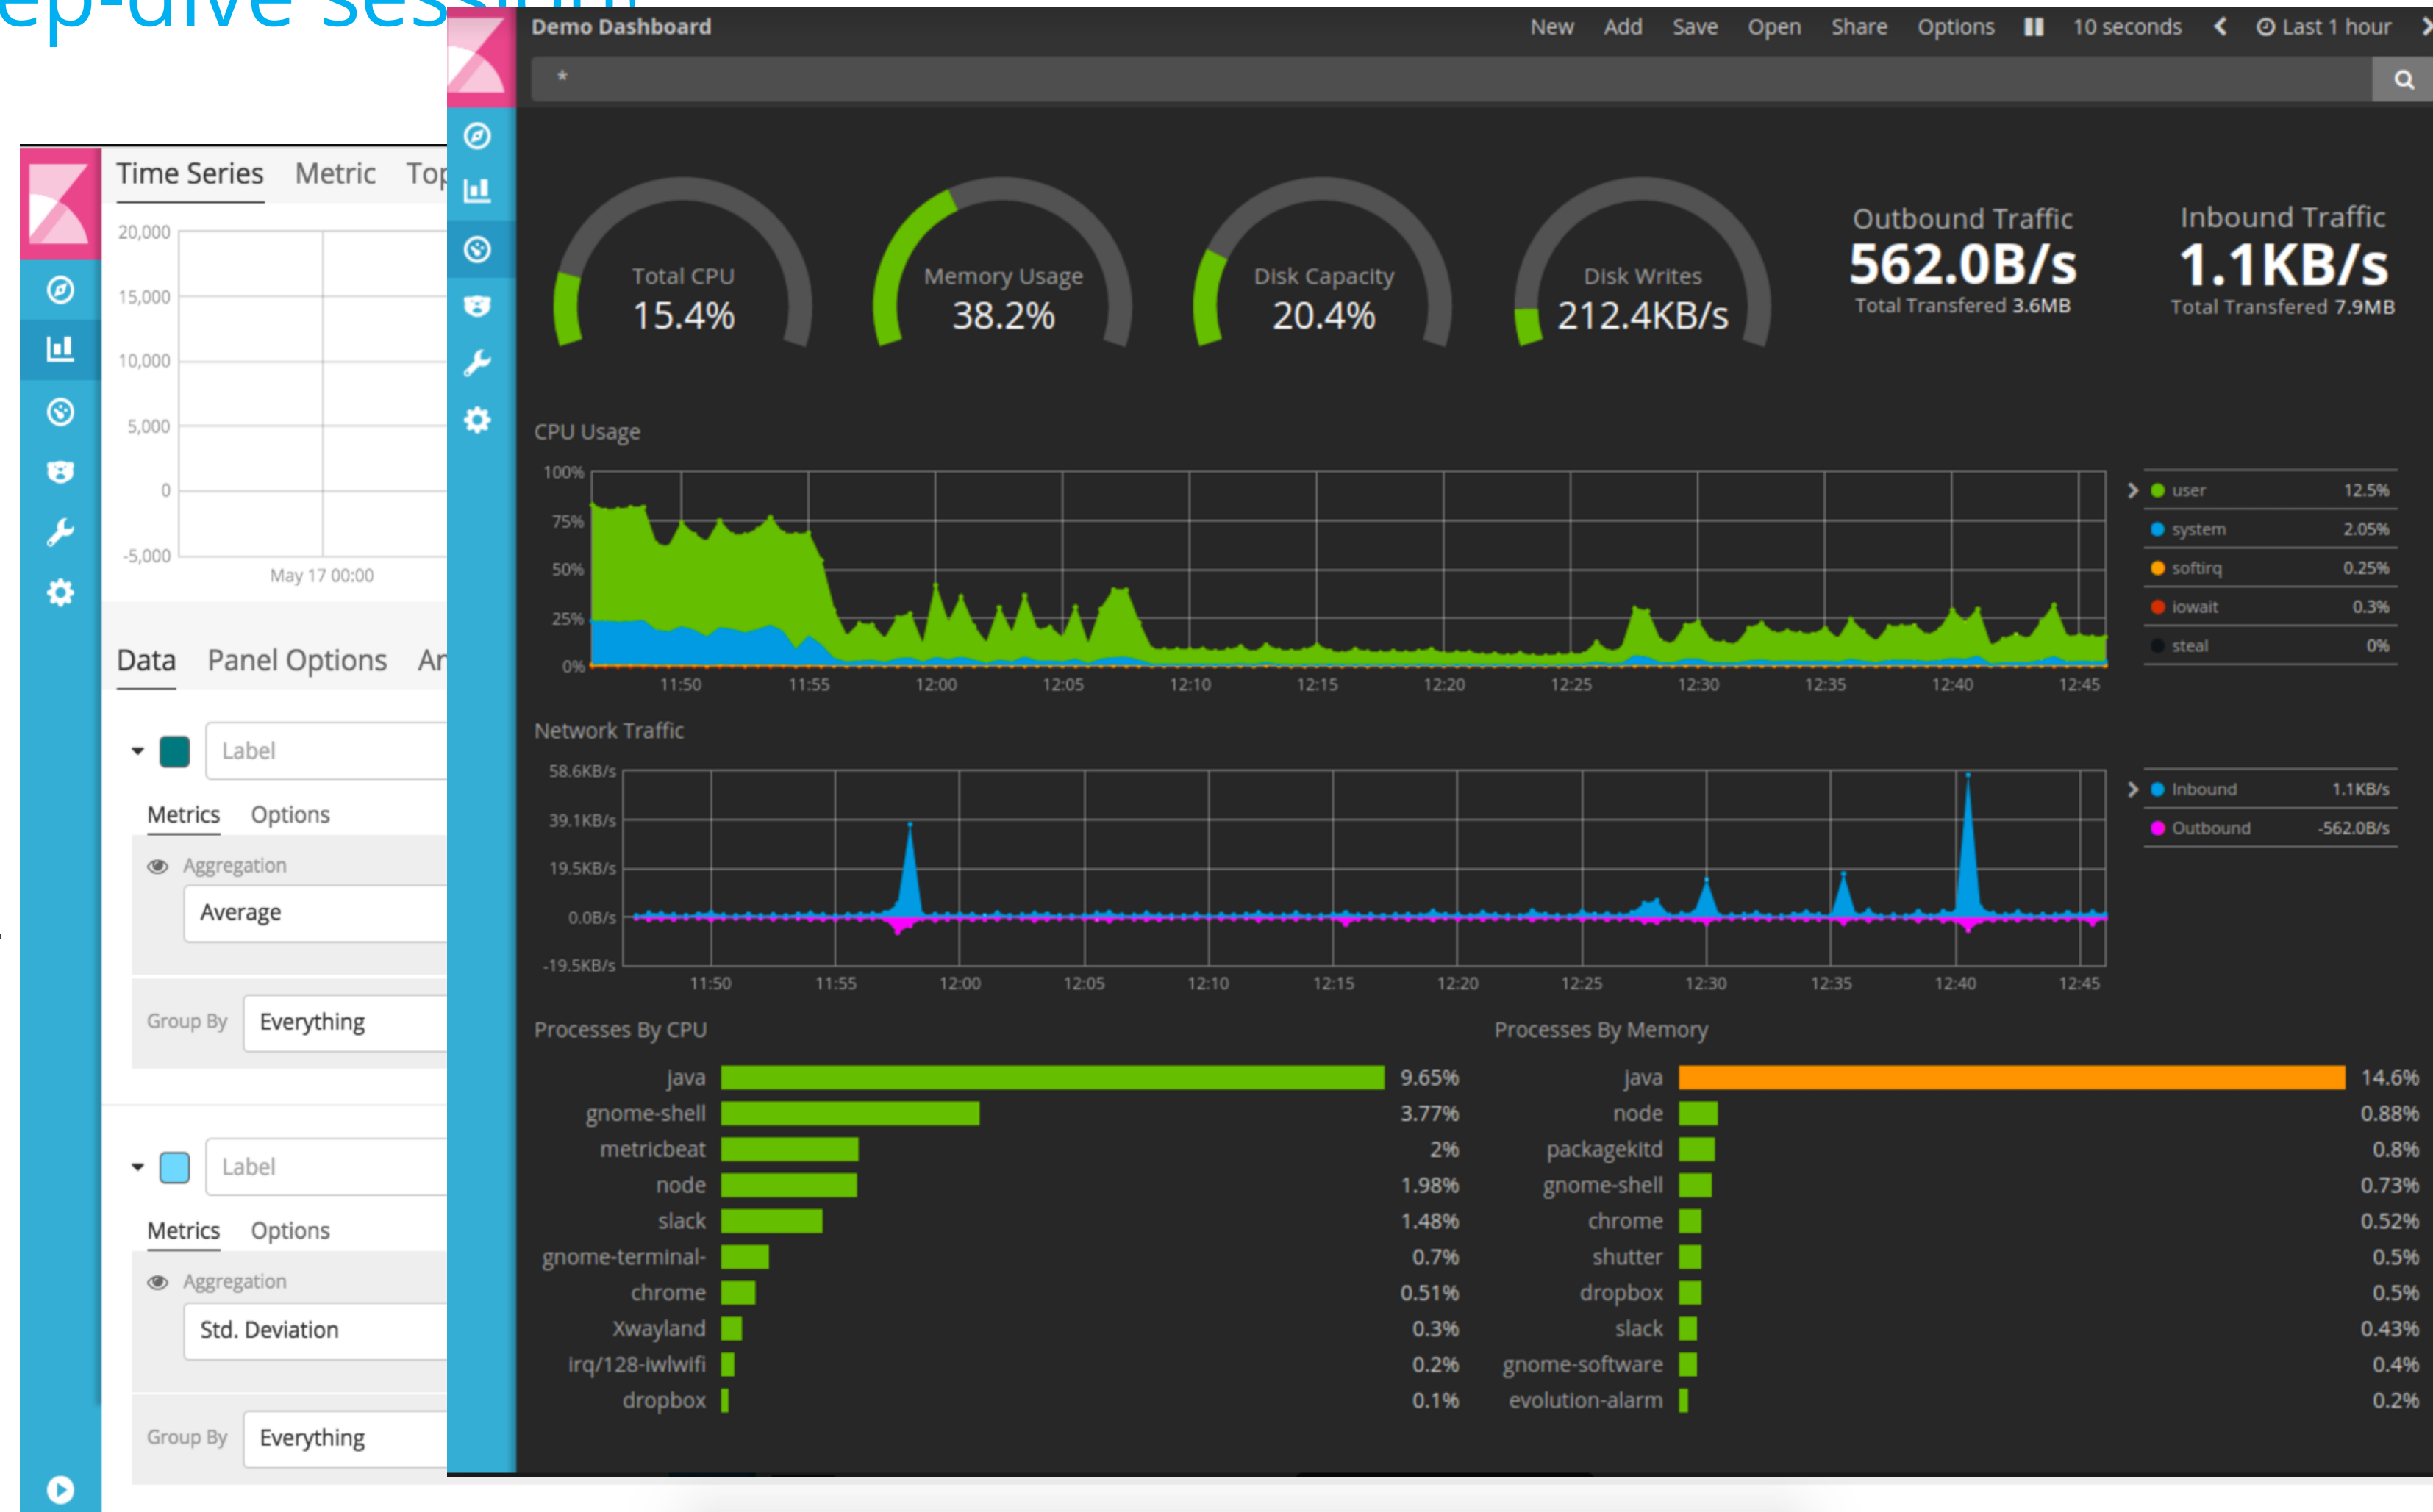 Demo Dashboard New Add Save Open Share Options 10 seconds Last 1 hour
*
Time Series Metric
20,000
15,000
10,000
5,000
0
-5,000
May 17 00:00
Data Panel Options
Label
Metrics Options
Aggregation
Average
Group By Everything
Label
Metrics Options
Aggregation
Std. Deviation
Group By Everything
Total CPU
15.4%
Memory Usage
38.2%
Disk Capacity
20.4%
Disk Writes
212.4KB/s
Outbound Traffic
562.0B/s
Total Transfered 3.6MB
Inbound Traffic
1.1KB/s
Total Transfered 7.9MB
CPU Usage
100%
75%
50%
25%
0%
11:50 11:55 12:00 12:05 12:10 12:15 12:20 12:25 12:30 12:35 12:40 12:45
user 12.5%
system 2.05%
softirq 0.25%
iowait 0.3%
steal 0%
Network Traffic
58.6KB/s
39.1KB/s
19.5KB/s
0.0B/s
-19.5KB/s
11:50 11:55 12:00 12:05 12:10 12:15 12:20 12:25 12:30 12:35 12:40 12:45
Inbound 1.1KB/s
Outbound -562.0B/s
Processes By CPU
java 9.65%
gnome-shell 3.77%
metricbeat 2%
node 1.98%
slack 1.48%
gnome-terminal- 0.7%
chrome 0.51%
Xwayland 0.3%
irq/128-iwlwifi 0.2%
dropbox 0.1%
Processes By Memory
java 14.6%
node 0.88%
packagekitd 0.8%
gnome-shell 0.73%
chrome 0.52%
shutter 0.5%
dropbox 0.5%
slack 0.43%
gnome-software 0.4%
evolution-alarm 0.2%